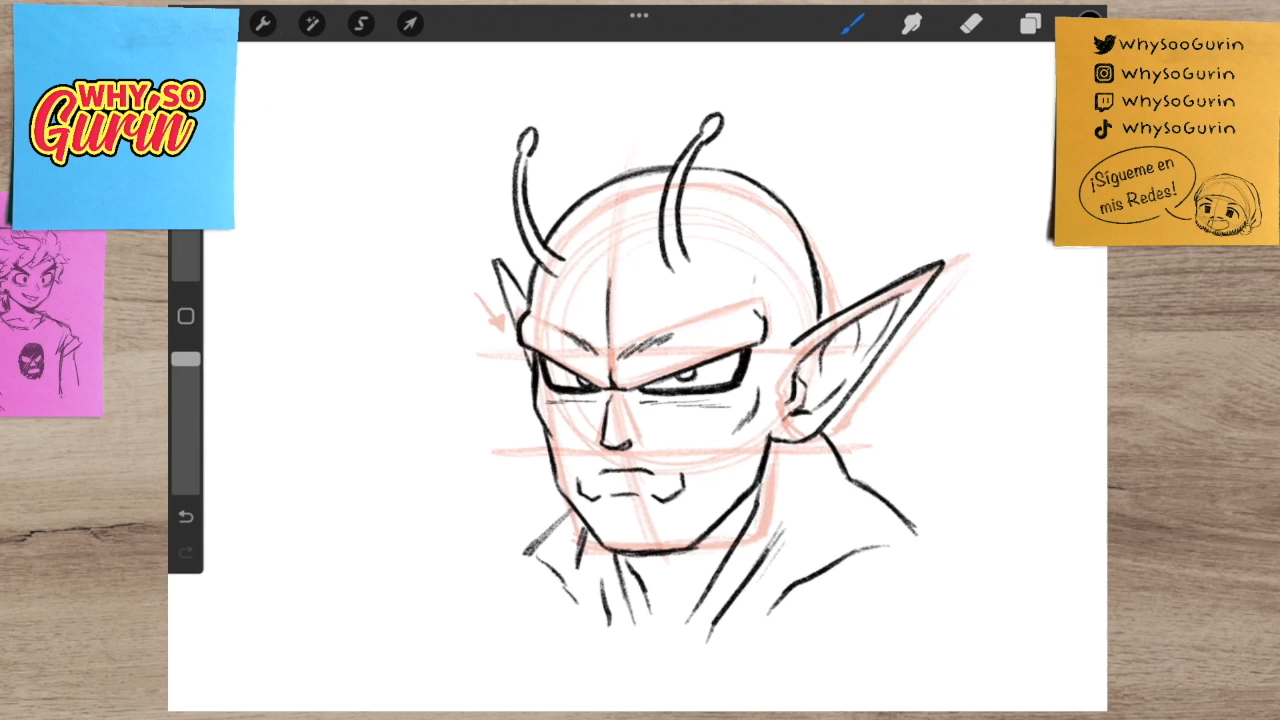 WHY SO
Gurin
WhySooGurin
WhySoGurin
WhySoGurin
WhySoGurin
¡Sígueme en
mis Redes!